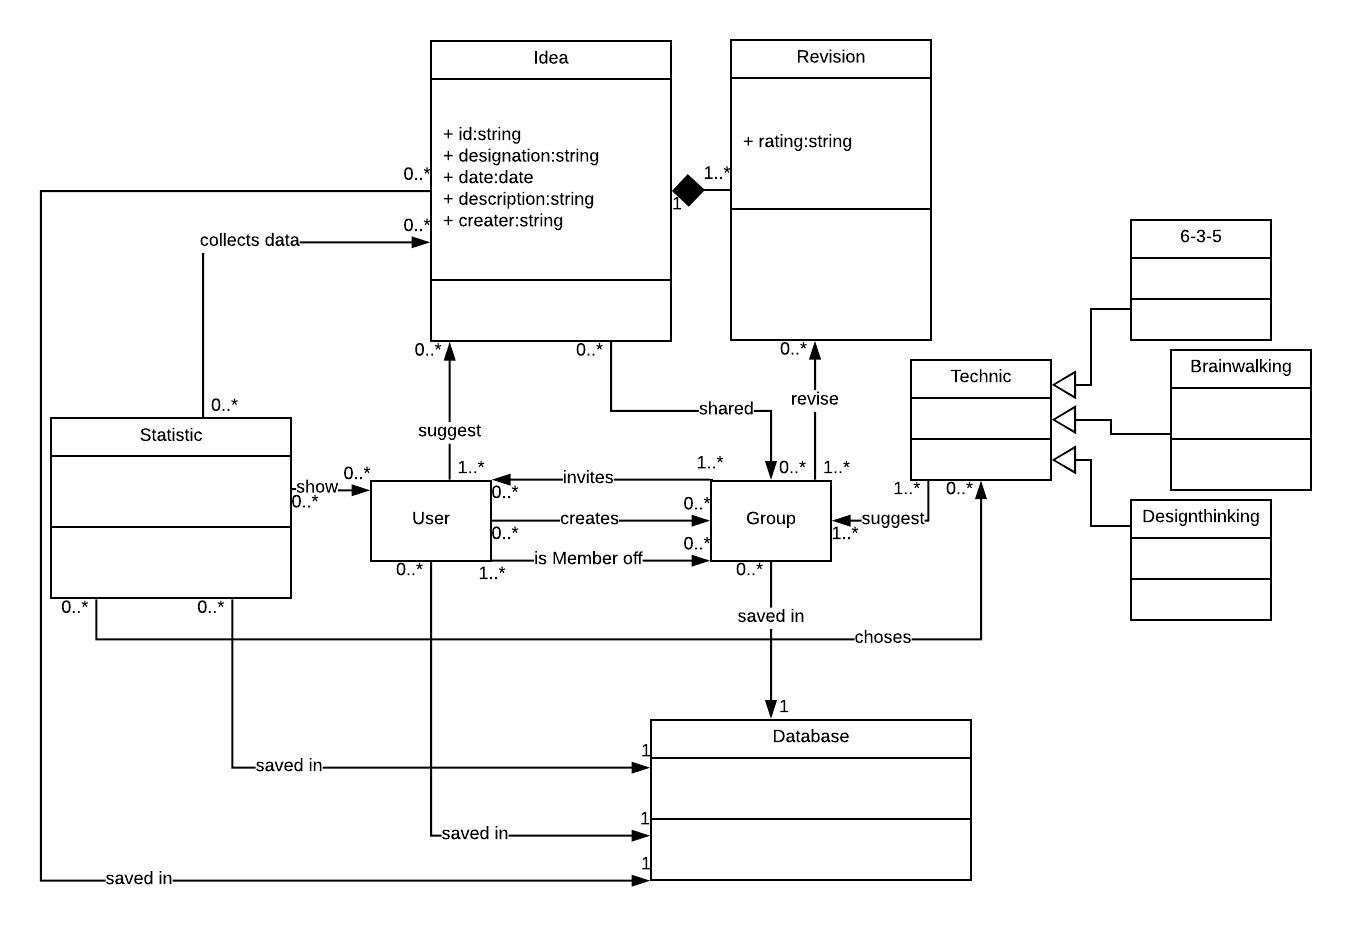 Idea
+ id:string
+ designation:string
+ date:date
+ description:string
+ creater:string
Revision
+ rating:string
0..*
1..*
1
0..*
collects data
6-3-5
Brainwalking
Designthinking
Technic
0..*
0..*
0..*
shared
revise
suggest
0..*
Statistic
show
0..*
0..*
1..*
invites
1..*
0..*
0..*
1..*
User
creates
0..*
0..*
Group
suggest
1..*
0..*
1..*
is Member off
0..*
0..*
1..*
0..*
0..*
0..*
saved in
choses
1
Database
saved in
1
saved in
1
saved in
1